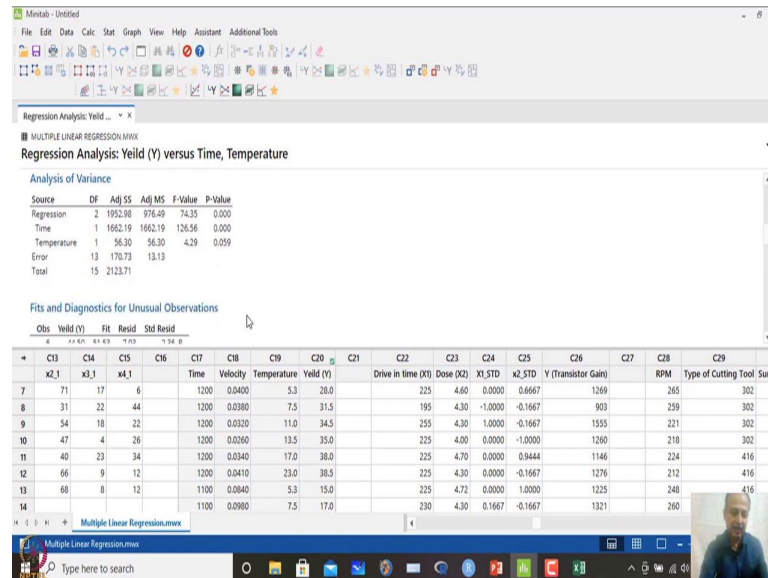 Minitab - Untitled
File Edit Data Calc Stat Graph View Help Assistant Additional Tools
Regression Analysis: Yeild ...
MULTIPLE LINEAR REGRESSION.MWX
Regression Analysis: Yeild (Y) versus Time, Temperature
Analysis of Variance
Source DF Adj SS Adj MS F-Value P-Value
Regression 2 1952.98 976.49 74.35 0.000
Time 1 1662.19 1662.19 126.56 0.000
Temperature 1 56.30 56.30 4.29 0.059
Error 13 170.73 13.13
Total 15 2123.71
Fits and Diagnostics for Unusual Observations
Obs Yeild (Y) Fit Resid Std Resid
C13 C14 C15 C16 C17 C18 C19 C20 C21 C22 C23 C24 C25 C26 C27 C28 C29
x2_1 x3_1 x4_1 Time Velocity Temperature Yeild (Y) Drive in time (X1) Dose (X2) X1_STD x2_STD Y (Transistor Gain) RPM Type of Cutting Tool Sur
7 71 17 6 1200 0.0400 5.3 28.0 225 4.60 0.0000 0.6667 1269 265 302
8 31 22 44 1200 0.0380 7.5 31.5 195 4.30 -1.0000 -0.1667 903 259 302
9 54 18 22 1200 0.0320 11.0 34.5 255 4.30 1.0000 -0.1667 1555 221 302
10 47 4 26 1200 0.0260 13.5 35.0 225 4.00 0.0000 -1.0000 1260 218 302
11 40 23 34 1200 0.0340 17.0 38.0 225 4.70 0.0000 0.9444 1146 224 416
12 66 9 12 1200 0.0410 23.0 38.5 225 4.30 0.0000 -0.1667 1276 212 416
13 68 8 12 1100 0.0840 5.3 15.0 225 4.72 0.0000 1.0000 1225 248 416
14 1100 0.0980 7.5 17.0 230 4.30 0.1667 -0.1667 1321 260
Multiple Linear Regression.mwx
Multiple Linear Regression.mwx
Type here to search
NPTEL